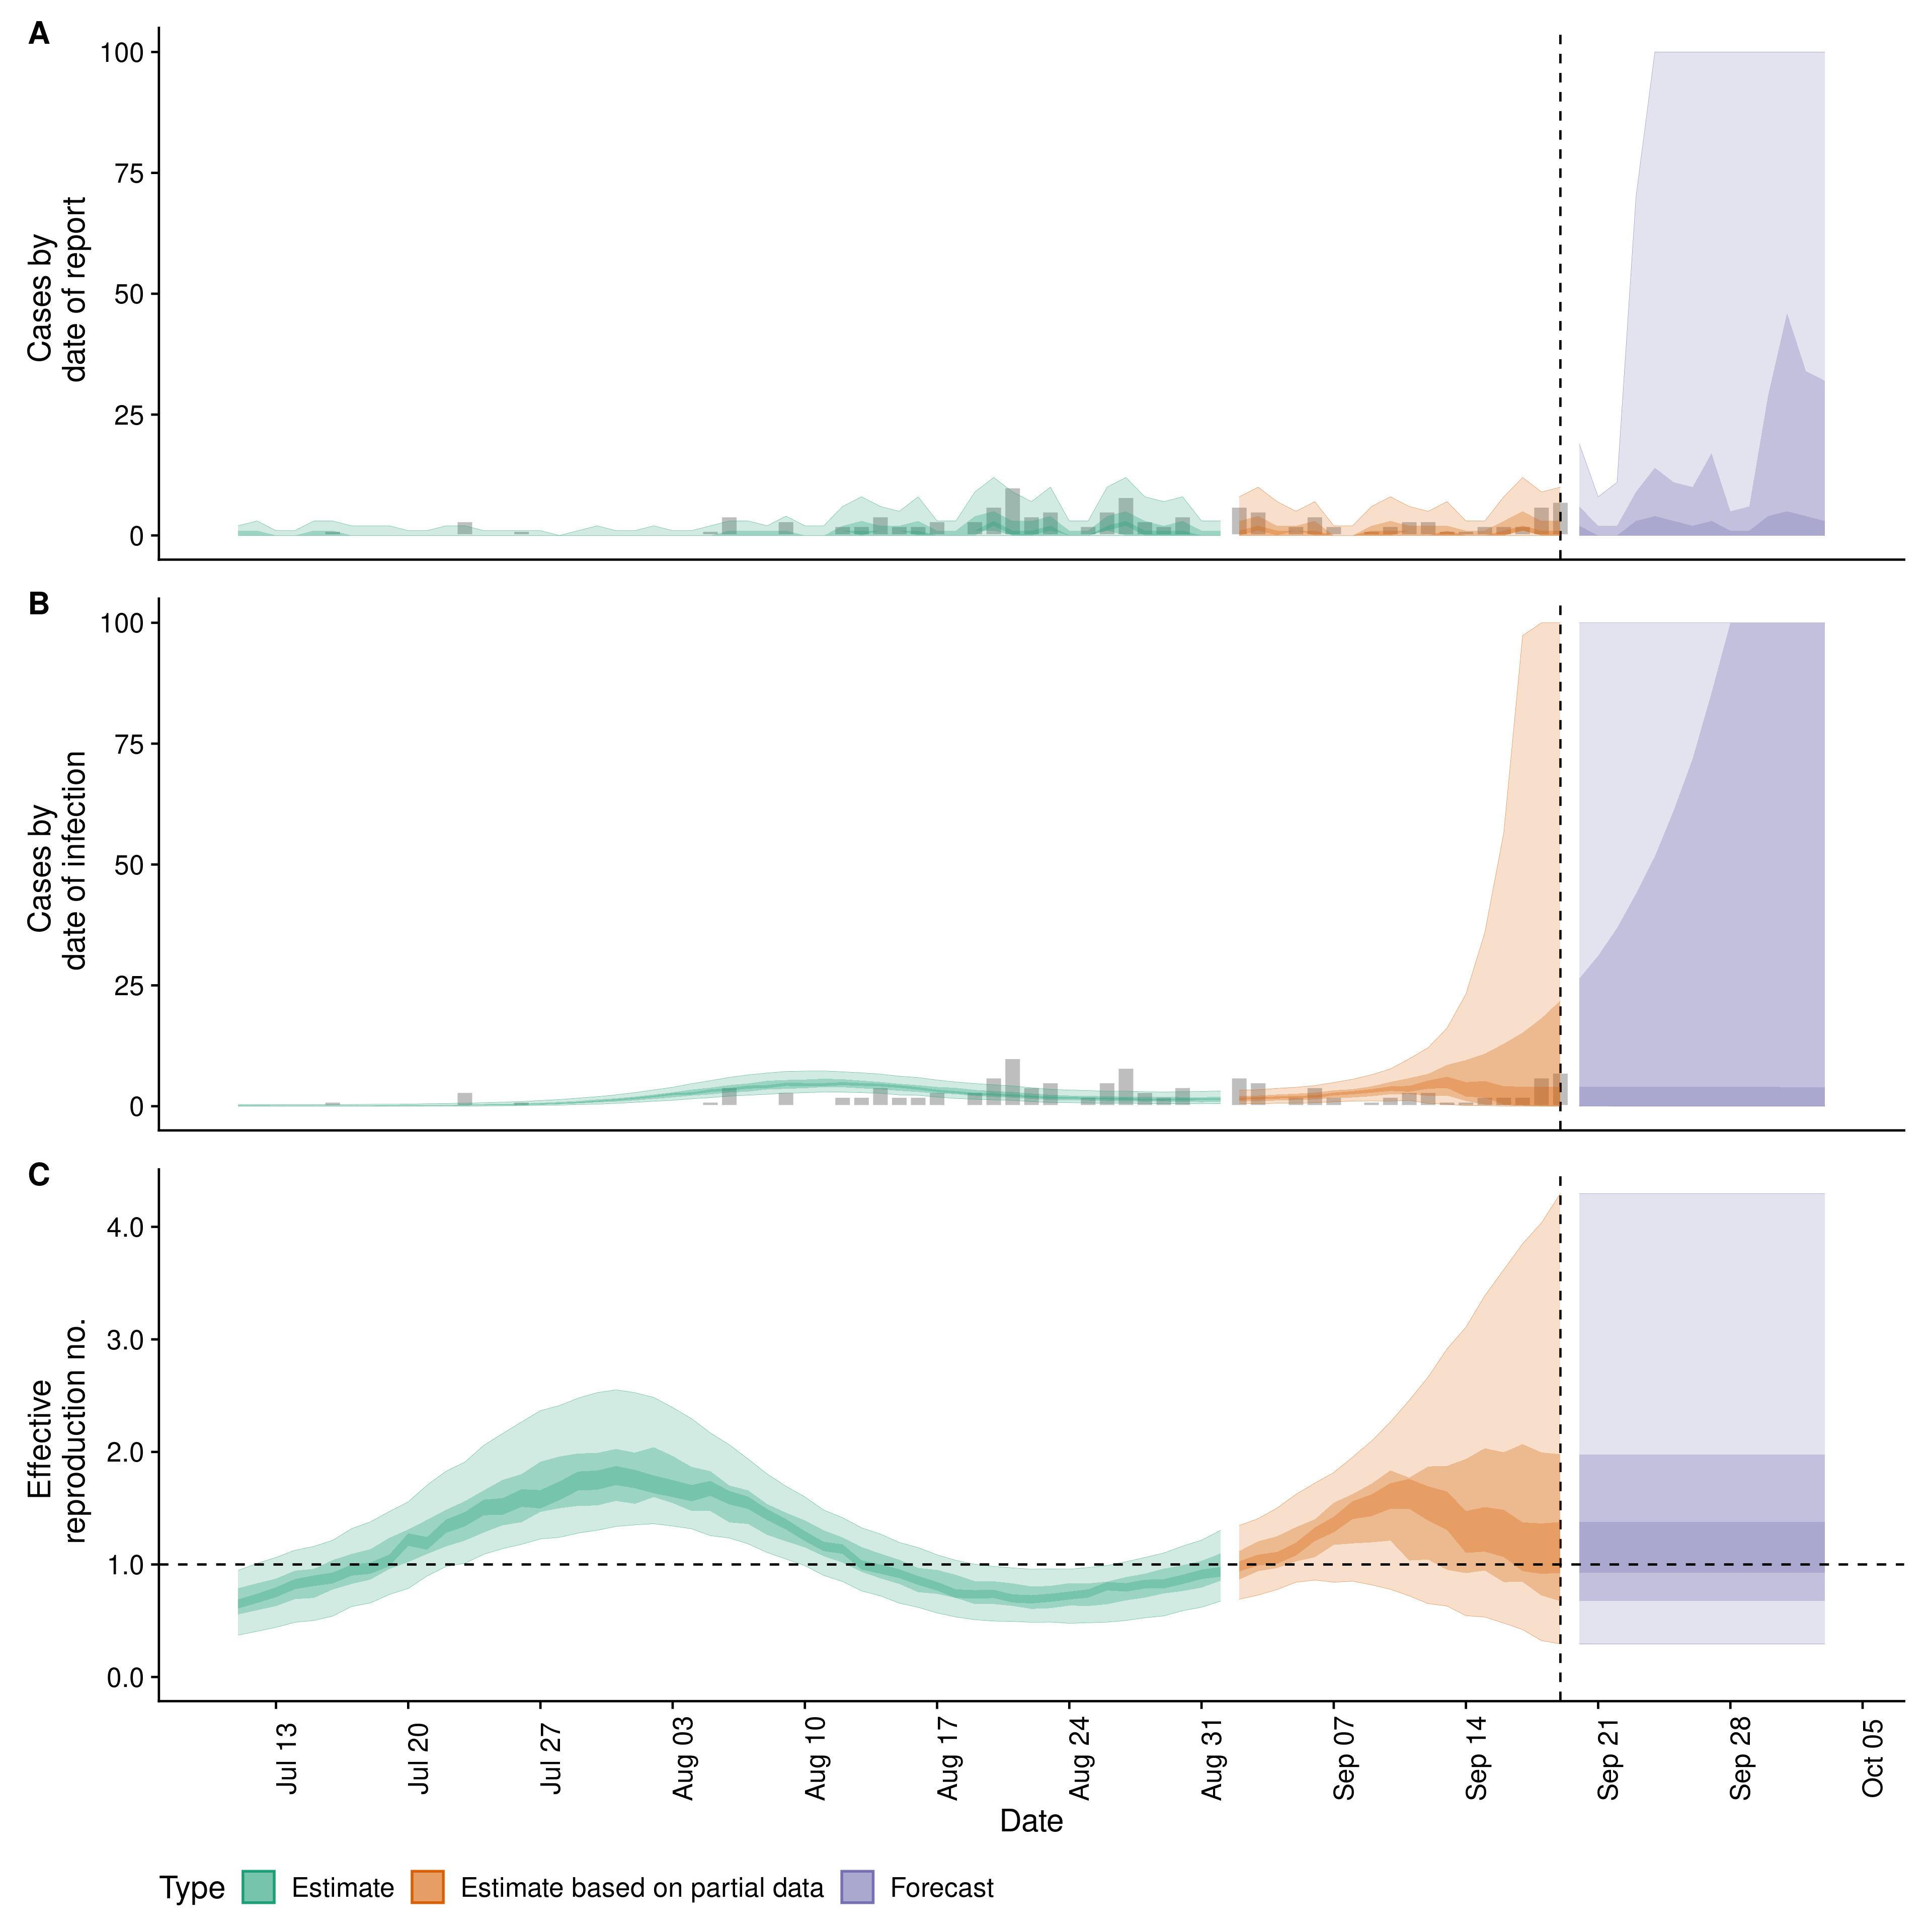 A
100
75
50
25
0
Cases by
date of report
B
100
75
50
25
0
Cases by
date of infection
C
4.0
3.0
2.0
1.0
0.0
Effective
reproduction no.
Jul 13
Jul 20
Jul 27
Aug 03
Aug 10
Aug 17
Aug 24
Aug 31
Sep 07
Sep 14
Sep 21
Sep 28
Oct 05
Date
Type Estimate Estimate based on partial data Forecast